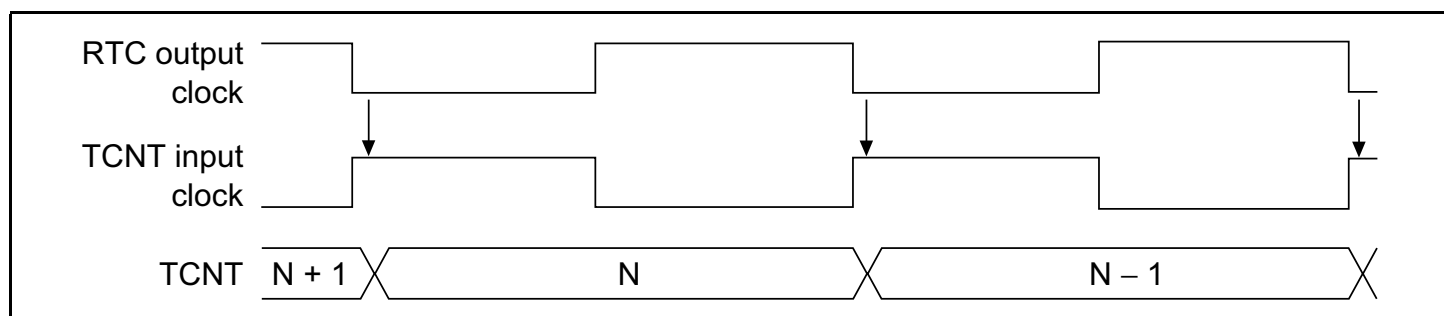 RTC output
clock
TCNT input
clock
TCNT N + 1 N N – 1